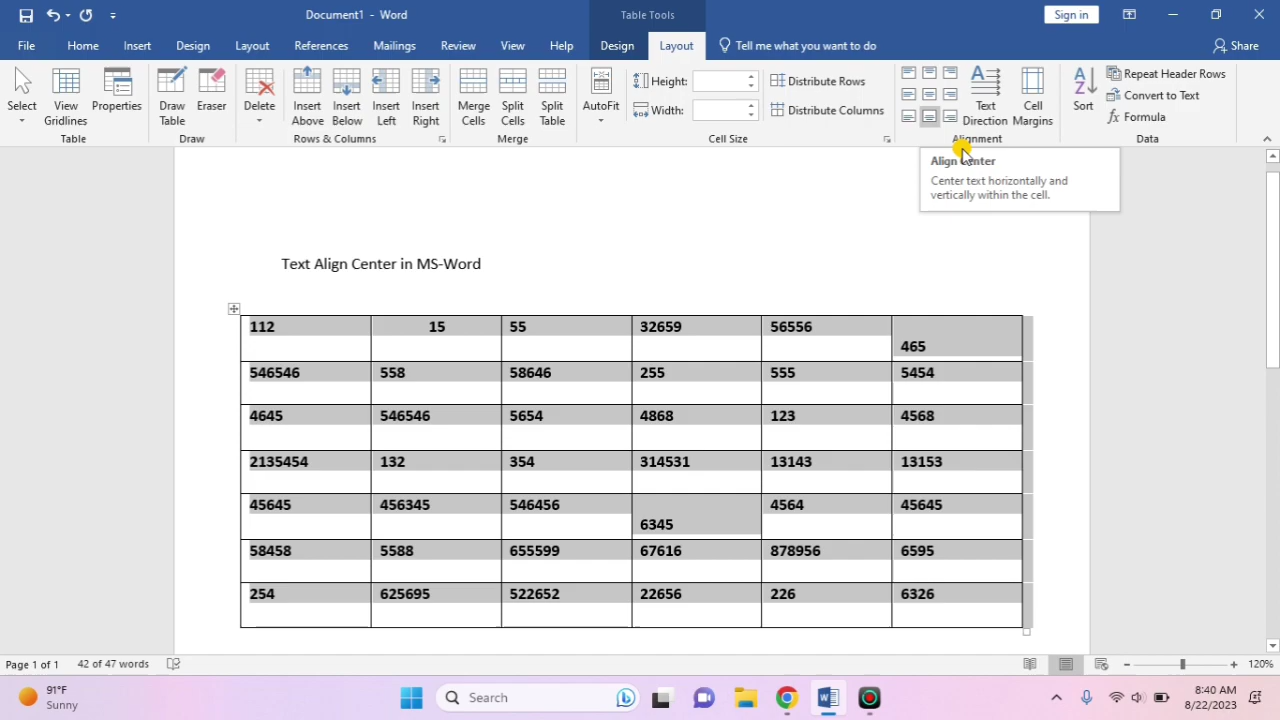 Document1 - Word
Table Tools
Sign in
File Home Insert Design Layout References Mailings Review View Help Design Layout Tell me what you want to do Share
Select
View Gridlines
Properties
Table
Draw Table
Eraser
Draw
Delete
Insert Above
Insert Below
Insert Left
Insert Right
Rows & Columns
Merge Cells
Split Cells
Split Table
Merge
AutoFit
Height:
Width:
Distribute Rows
Distribute Columns
Cell Size
Text Direction
Cell Margins
Alignment
Sort
Repeat Header Rows
Convert to Text
Formula
Data
Align Center
Center text horizontally and
vertically within the cell.
Text Align Center in MS-Word
112 15 55 32659 56556 465
546546 558 58646 255 555 5454
4645 546546 5654 4868 123 4568
2135454 132 354 314531 13143 13153
45645 456345 546456 6345 4564 45645
58458 5588 655599 67616 878956 6595
254 625695 522652 22656 226 6326
Page 1 of 1 42 of 47 words 120%
91°F
Sunny
Search
8:40 AM
8/22/2023